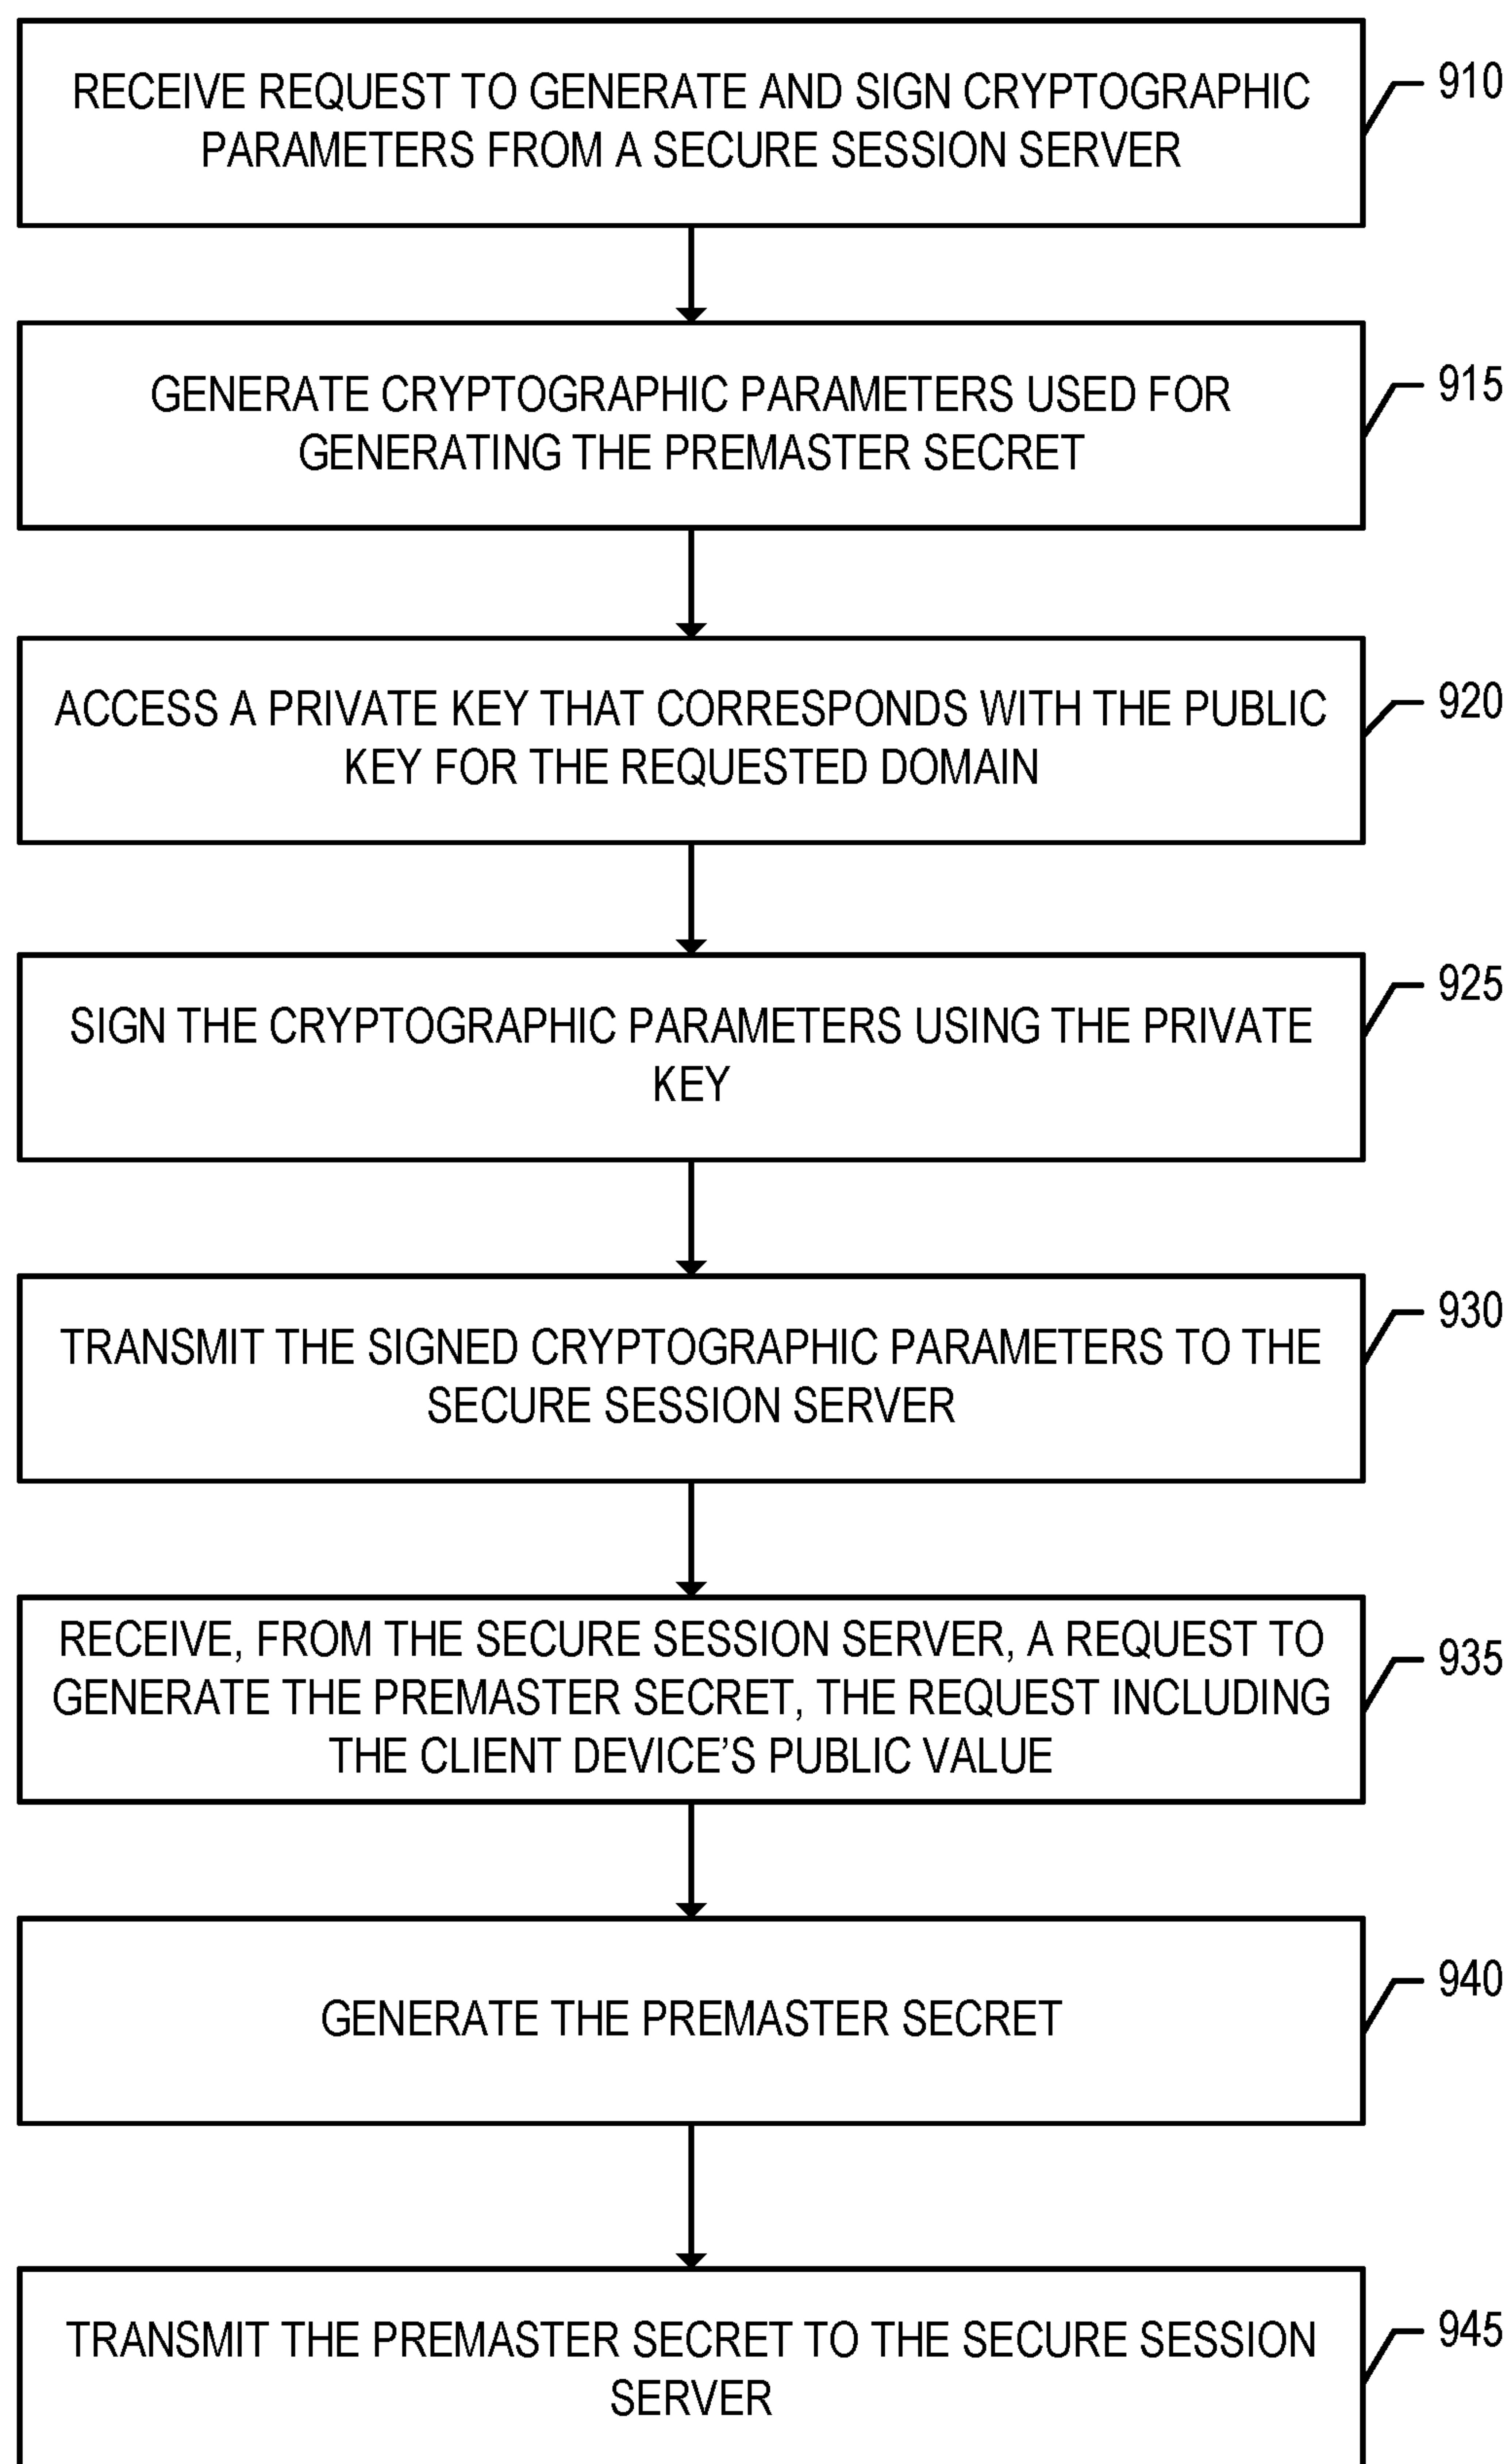 RECEIVE REQUEST TO GENERATE AND SIGN CRYPTOGRAPHIC
PARAMETERS FROM A SECURE SESSION SERVER
910
GENERATE CRYPTOGRAPHIC PARAMETERS USED FOR
GENERATING THE PREMASTER SECRET
915
ACCESS A PRIVATE KEY THAT CORRESPONDS WITH THE PUBLIC
KEY FOR THE REQUESTED DOMAIN
920
SIGN THE CRYPTOGRAPHIC PARAMETERS USING THE PRIVATE
KEY
925
TRANSMIT THE SIGNED CRYPTOGRAPHIC PARAMETERS TO THE
SECURE SESSION SERVER
930
RECEIVE, FROM THE SECURE SESSION SERVER, A REQUEST TO
GENERATE THE PREMASTER SECRET, THE REQUEST INCLUDING
THE CLIENT DEVICE’S PUBLIC VALUE
935
GENERATE THE PREMASTER SECRET
940
TRANSMIT THE PREMASTER SECRET TO THE SECURE SESSION
SERVER
945